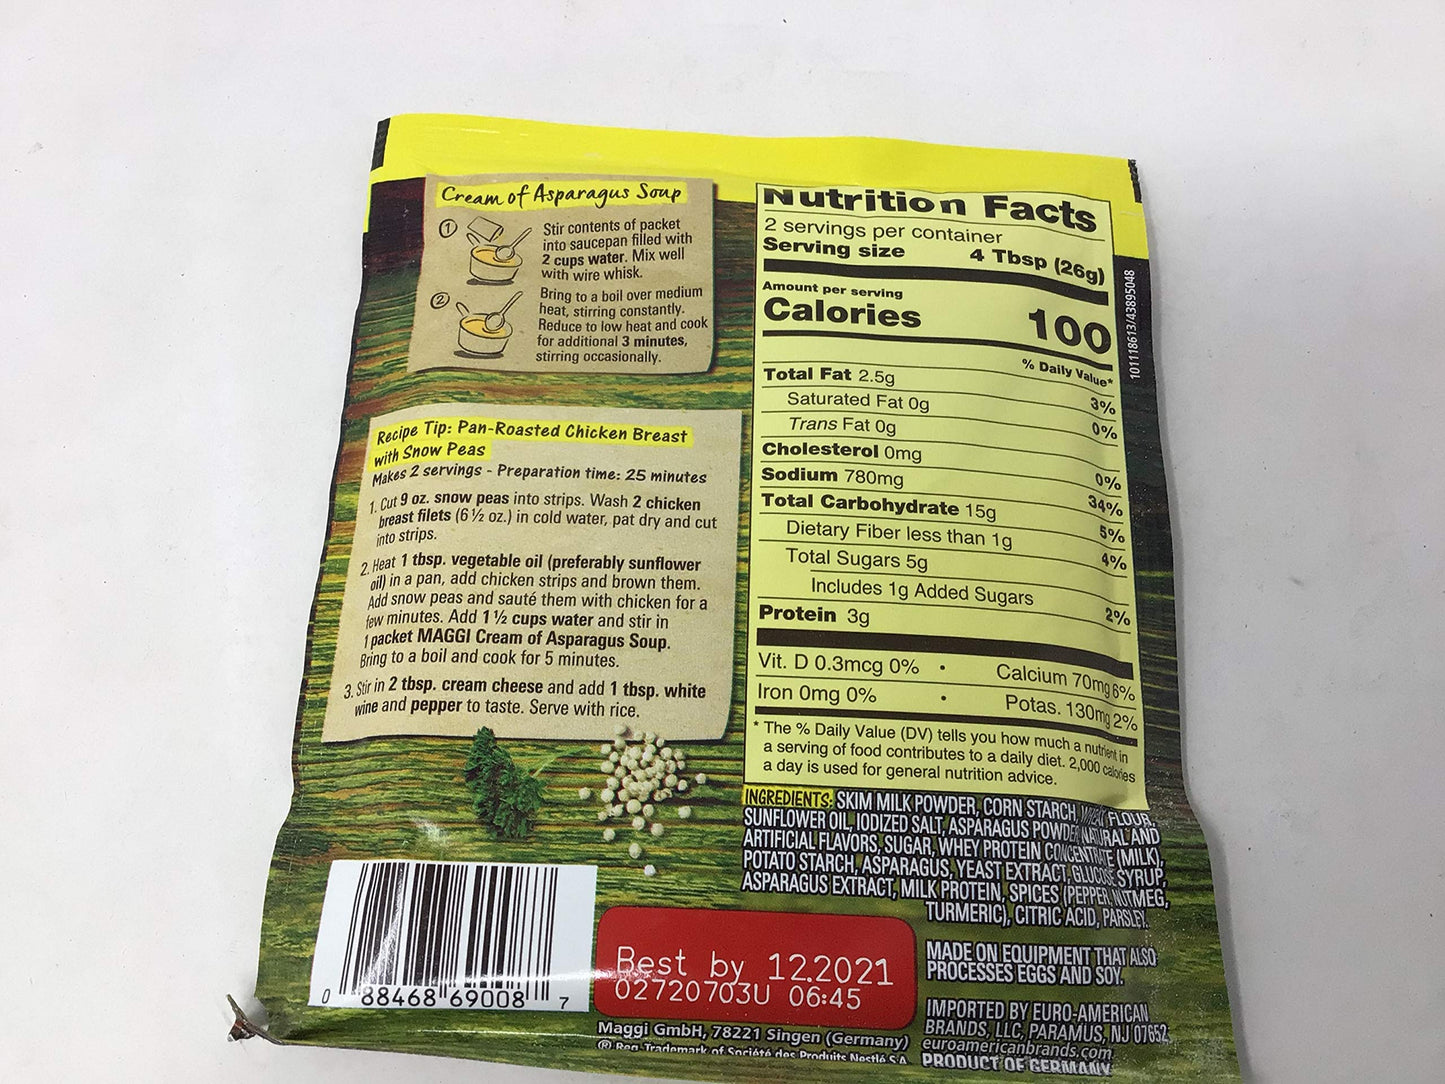 Cream of Asparagus Soup
1
Stir contents of packet
into saucepan filled with
2 cups water. Mix well
with wire whisk.
2
Bring to a boil over medium
heat, stirring constantly.
Reduce to low heat and cook
for additional 3 minutes,
stirring occasionally.
Recipe Tip: Pan-Roasted Chicken Breast
with Snow Peas
Makes 2 servings - Preparation time: 25 minutes
1. Cut 9 oz. snow peas into strips. Wash 2 chicken
breast filets (6 ½ oz.) in cold water, pat dry and cut
into strips.
2. Heat 1 tbsp. vegetable oil (preferably sunflower
oil) in a pan, add chicken strips and brown them.
Add snow peas and sauté them with chicken for a
few minutes. Add 1 ½ cups water and stir in
1 packet MAGGI Cream of Asparagus Soup.
Bring to a boil and cook for 5 minutes.
3. Stir in 2 tbsp. cream cheese and add 1 tbsp. white
wine and pepper to taste. Serve with rice.
Nutrition Facts
2 servings per container
Serving size 4 Tbsp (26g)
Amount per serving
Calories 100
% Daily Value*
Total Fat 2.5g 3%
Saturated Fat 0g 0%
Trans Fat 0g
Cholesterol 0mg 0%
Sodium 780mg 34%
Total Carbohydrate 15g 5%
Dietary Fiber less than 1g 4%
Total Sugars 5g
Includes 1g Added Sugars 2%
Protein 3g
Vit. D 0.3mcg 0% • Calcium 70mg 6%
Iron 0mg 0% • Potas. 130mg 2%
* The % Daily Value (DV) tells you how much a nutrient in
a serving of food contributes to a daily diet. 2,000 calories
a day is used for general nutrition advice.
101118613/43895048
INGREDIENTS: SKIM MILK POWDER, CORN STARCH, WHEAT FLOUR,
SUNFLOWER OIL, IODIZED SALT, ASPARAGUS POWDER, NATURAL AND
ARTIFICIAL FLAVORS, SUGAR, WHEY PROTEIN CONCENTRATE (MILK),
POTATO STARCH, ASPARAGUS, YEAST EXTRACT, GLUCOSE SYRUP,
ASPARAGUS EXTRACT, MILK PROTEIN, SPICES (PEPPER, NUTMEG,
TURMERIC), CITRIC ACID, PARSLEY.
MADE ON EQUIPMENT THAT ALSO
PROCESSES EGGS AND SOY.
IMPORTED BY EURO-AMERICAN
BRANDS, LLC, PARAMUS, NJ 07652
euroamericanbrands.com
PRODUCT OF GERMANY
0 88468 69008 7
Best by 12.2021
02720703U 06:45
Maggi GmbH, 78221 Singen (Germany)
® Reg. Trademark of Société des Produits Nestlé S.A.